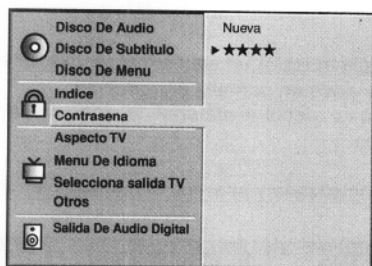 Disco De Audio
Disco De Subtitulo
Disco De Menu
Indice
Contrasena
Aspecto TV
Menu De Idioma
Selecciona salida TV
Otros
Salida De Audio Digital
Nueva
★★★★